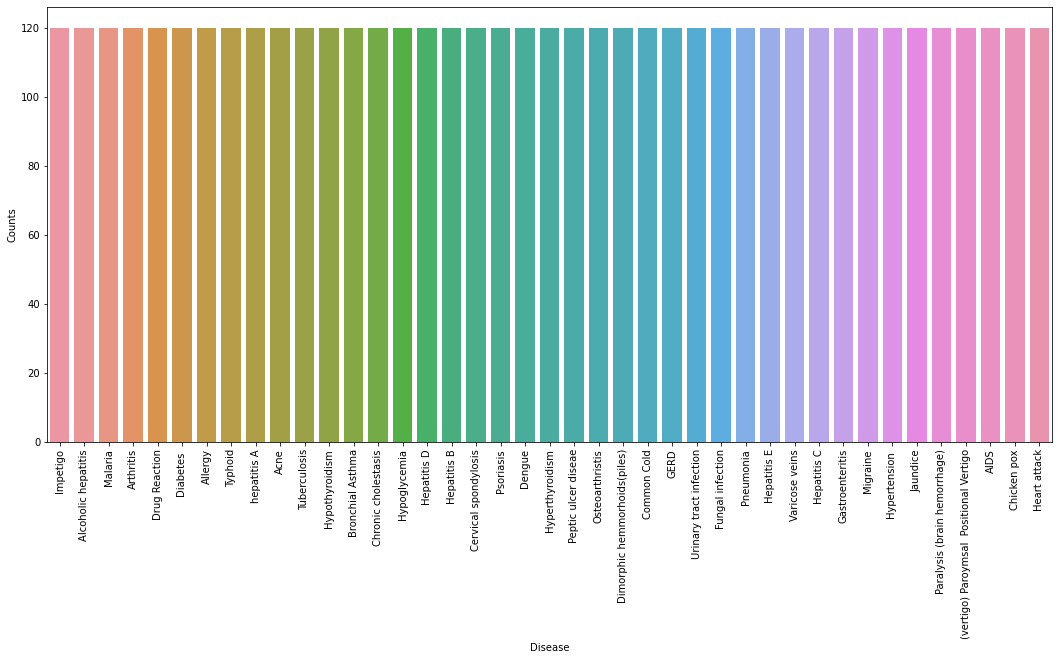 120
100
80
60
40
20
0
Counts
Impetigo
Alcoholic hepatitis
Malaria
Arthritis
Drug Reaction
Diabetes
Allergy
Typhoid
hepatitis A
Acne
Tuberculosis
Hypothyroidism
Bronchial Asthma
Chronic cholestasis
Hypoglycemia
Hepatitis D
Hepatitis B
Cervical spondylosis
Psoriasis
Dengue
Hyperthyroidism
Peptic ulcer diseae
Osteoarthristis
Dimorphic hemmorhoids(piles)
Common Cold
GERD
Urinary tract infection
Fungal infection
Pneumonia
Hepatitis E
Varicose veins
Hepatitis C
Gastroenteritis
Migraine
Hypertension
Jaundice
Paralysis (brain hemorrhage)
(vertigo) Paroymsal  Positional Vertigo
AIDS
Chicken pox
Heart attack
Disease